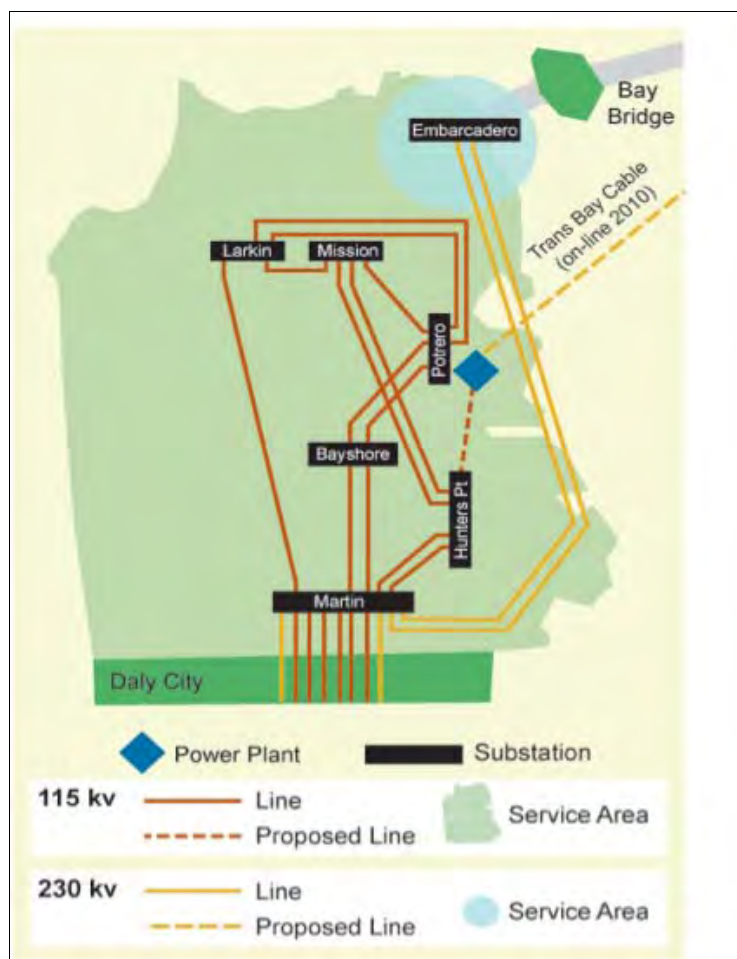 Embarcadero
Bay
Bridge
Trans Bay Cable
(on-line 2010)
Larkin
Mission
Potrero
Bayshore
Hunters Pt
Martin
Daly City
Power Plant
Substation
115 kv
Line
Proposed Line
Service Area
230 kv
Line
Proposed Line
Service Area